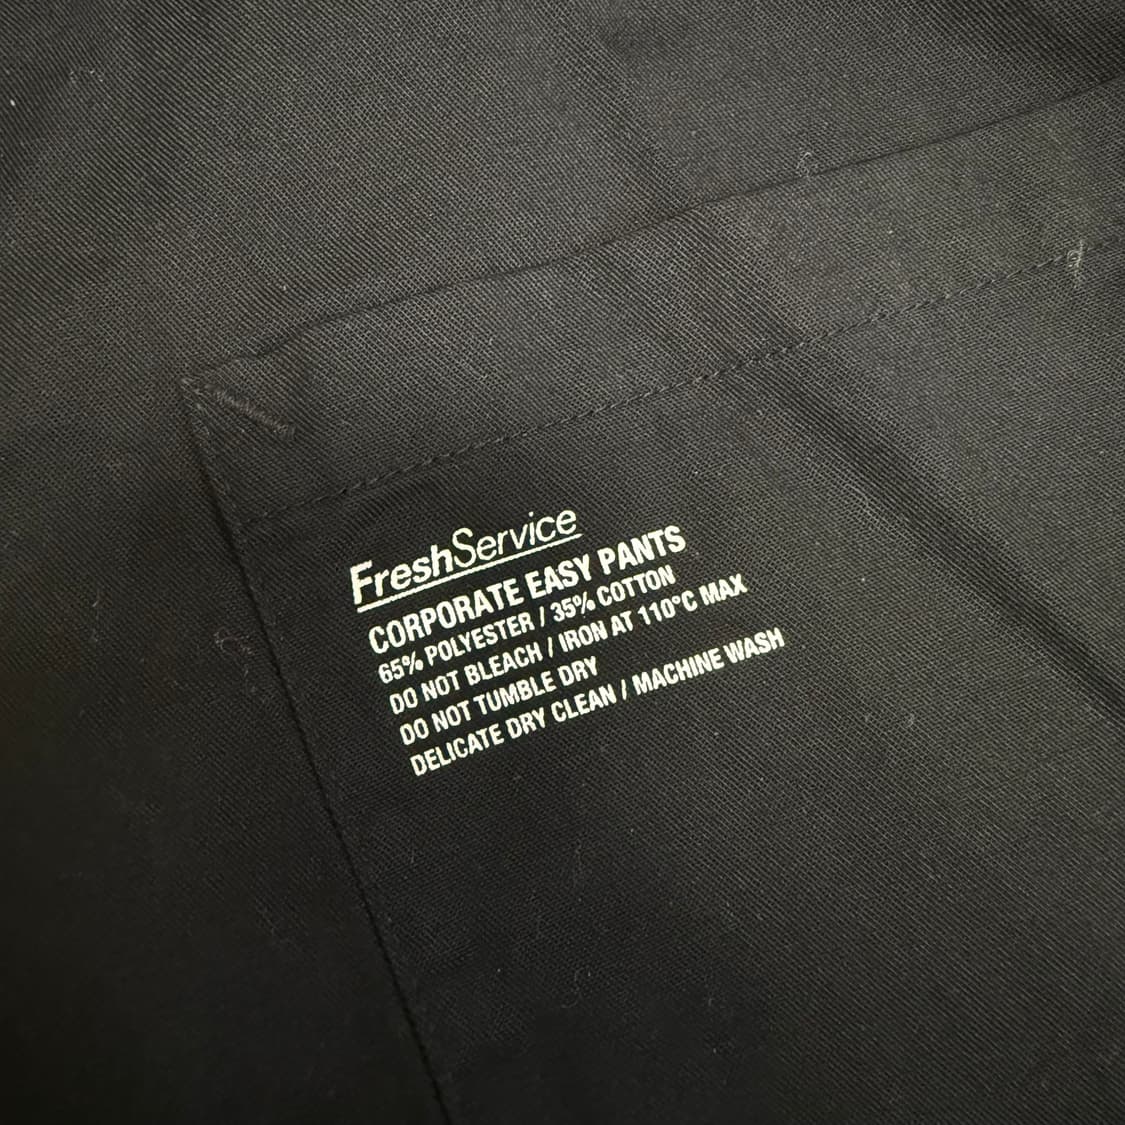 FreshService
CORPORATE EASY PANTS
65% POLYESTER / 35% COTTON
DO NOT BLEACH / IRON AT 110°C MAX
DO NOT TUMBLE DRY
DELICATE DRY CLEAN / MACHINE WASH